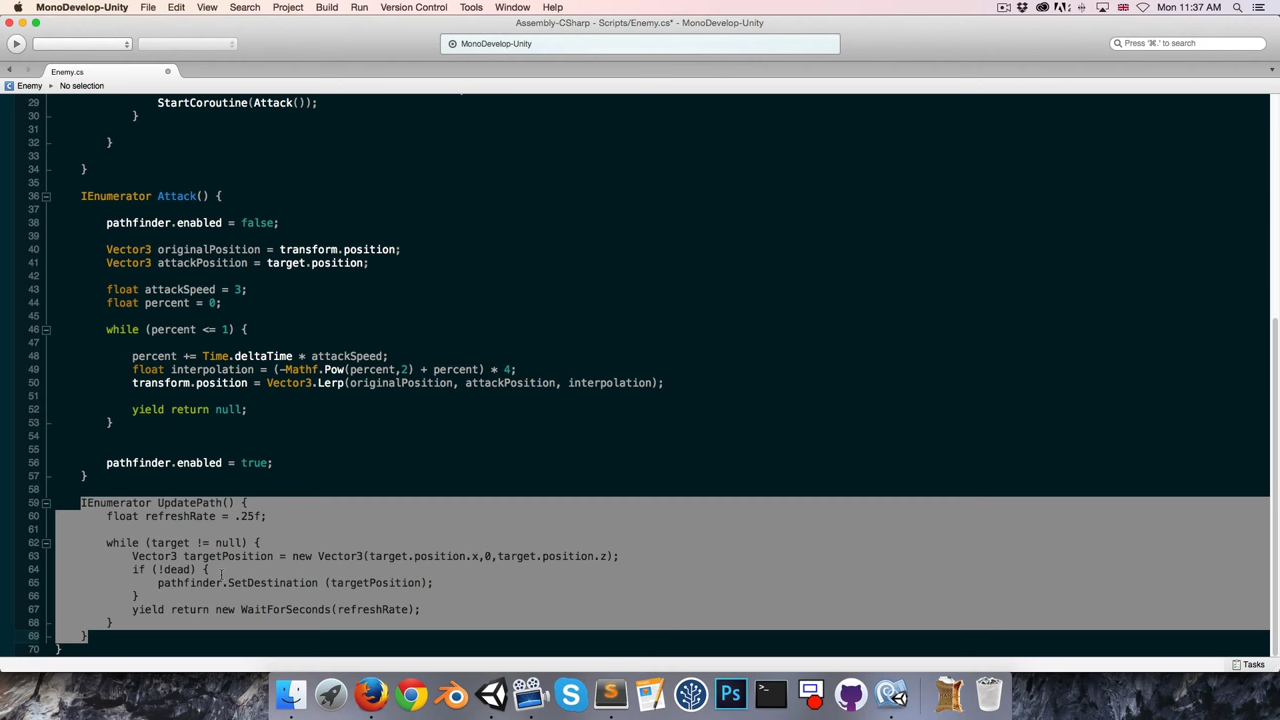 MonoDevelop-Unity File Edit View Search Project Build Run Version Control Tools Window Help Mon 11:37 AM
Assembly-CSharp - Scripts/Enemy.cs* - MonoDevelop-Unity
MonoDevelop-Unity
Press '⌘.' to search
Enemy.cs
Enemy ▸ No selection
29 StartCoroutine(Attack());
30 }
31
32 }
33
34 }
35
36 IEnumerator Attack() {
37
38 pathfinder.enabled = false;
39
40 Vector3 originalPosition = transform.position;
41 Vector3 attackPosition = target.position;
42
43 float attackSpeed = 3;
44 float percent = 0;
45
46 while (percent <= 1) {
47
48 percent += Time.deltaTime * attackSpeed;
49 float interpolation = (-Mathf.Pow(percent,2) + percent) * 4;
50 transform.position = Vector3.Lerp(originalPosition, attackPosition, interpolation);
51
52 yield return null;
53 }
54
55
56 pathfinder.enabled = true;
57 }
58
59 IEnumerator UpdatePath() {
60 float refreshRate = .25f;
61
62 while (target != null) {
63 Vector3 targetPosition = new Vector3(target.position.x,0,target.position.z);
64 if (!dead) {
65 pathfinder.SetDestination (targetPosition);
66 }
67 yield return new WaitForSeconds(refreshRate);
68 }
69 }
70 }
Tasks
Ps